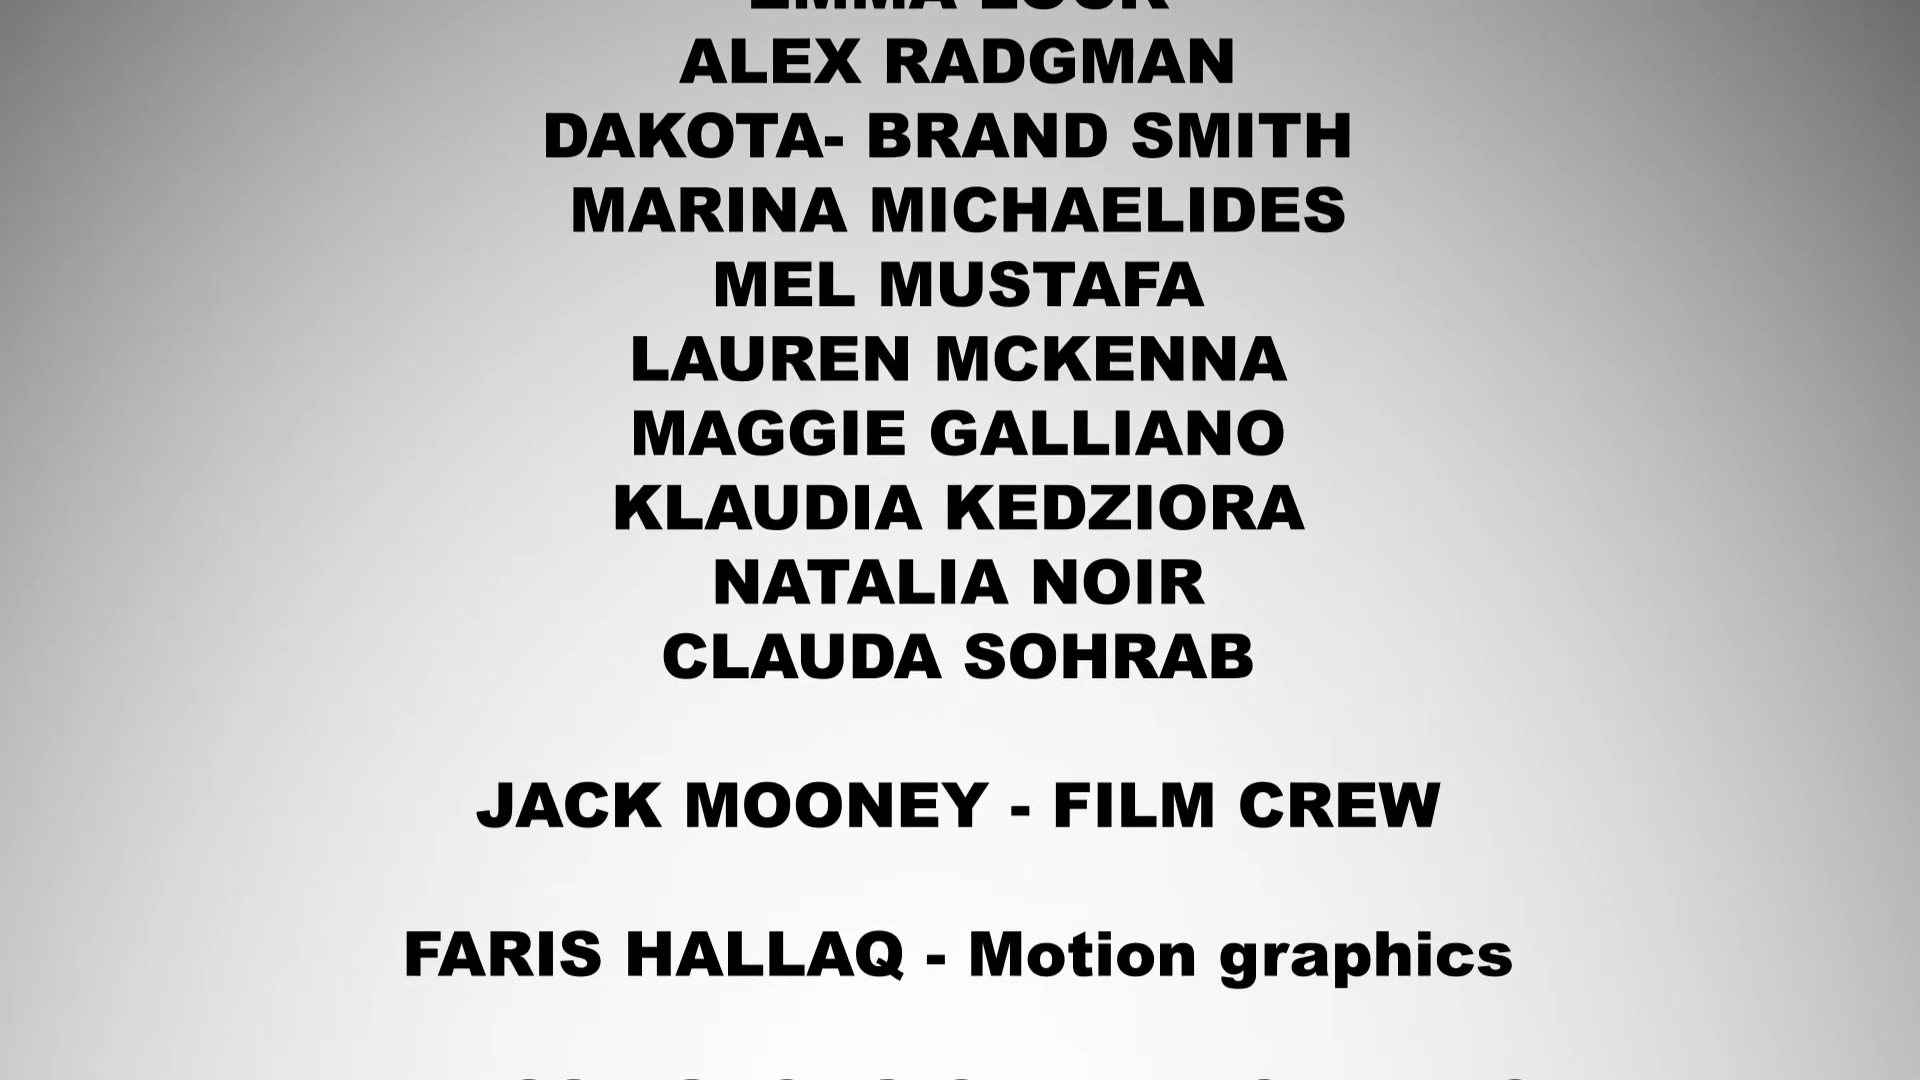 EMMA
ALEX RADGMAN
DAKOTA- BRAND SMITH
MARINA MICHAELIDES
MEL MUSTAFA
LAUREN MCKENNA
MAGGIE GALLIANO
KLAUDIA KEDZIORA
NATALIA NOIR
CLAUDA SOHRAB
JACK MOONEY - FILM CREW
FARIS HALLAQ - Motion graphics